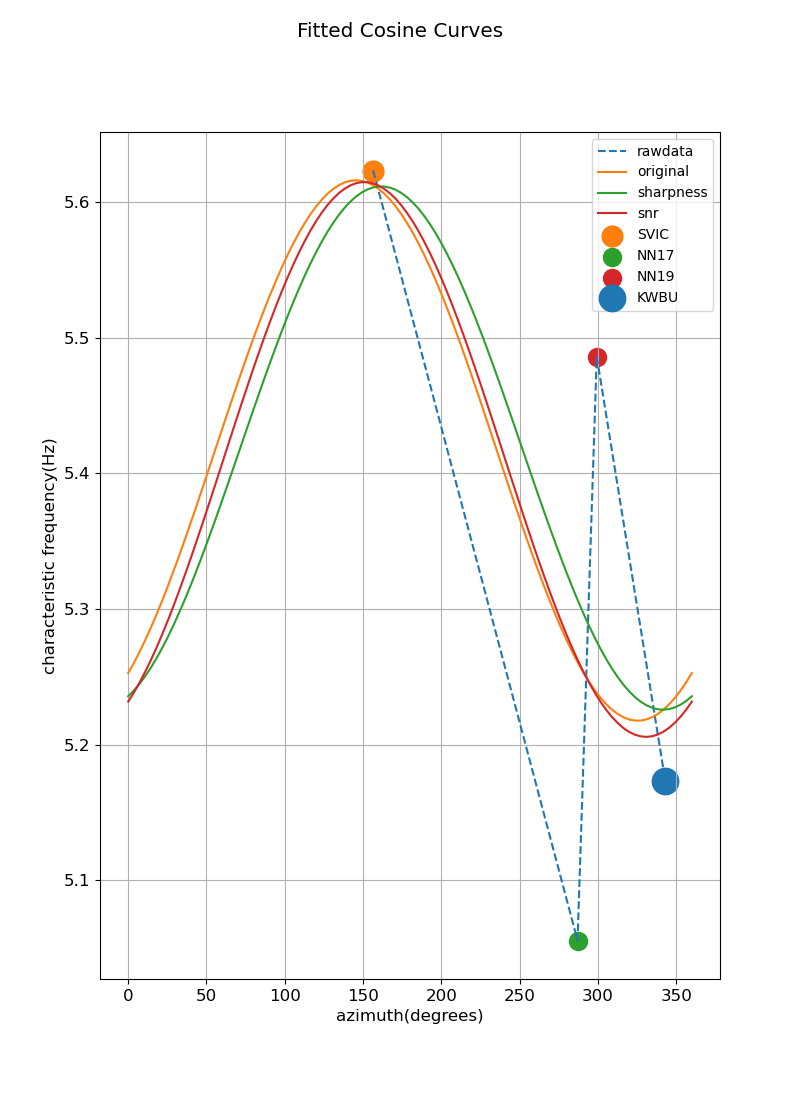 Fitted Cosine Curves
rawdata
original
sharpness
snr
SVIC
NN17
NN19
KWBU
characteristic frequency(Hz)
5.6
5.5
5.4
5.3
5.2
5.1
0 50 100 150 200 250 300 350
azimuth(degrees)